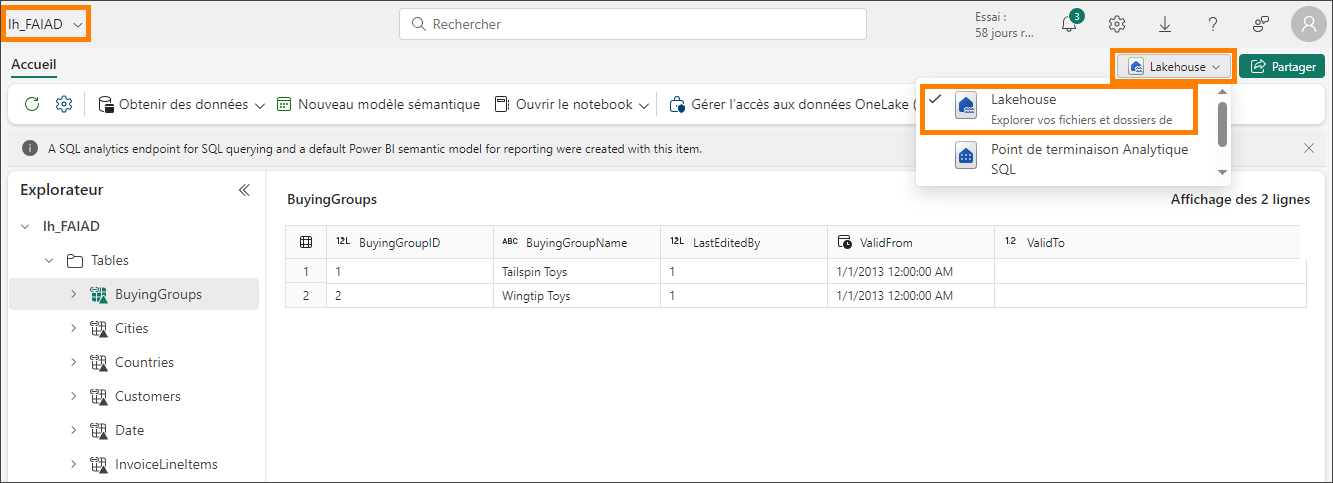 lh_FAIAD
Rechercher
Essai :
58 jours r...
3
Accueil
Lakehouse
Partager
Obtenir des données
Nouveau modèle sémantique
Ouvrir le notebook
Gérer l'accès aux données OneLake (
Lakehouse
Explorer vos fichiers et dossiers de
Point de terminaison Analytique
SQL
A SQL analytics endpoint for SQL querying and a default Power BI semantic model for reporting were created with this item.
Explorateur
lh_FAIAD
Tables
BuyingGroups
Cities
Countries
Customers
Date
InvoiceLineItems
BuyingGroups
Affichage des 2 lignes
12L BuyingGroupID ABC BuyingGroupName 12L LastEditedBy ValidFrom 1.2 ValidTo
1 1 Tailspin Toys 1 1/1/2013 12:00:00 AM
2 2 Wingtip Toys 1 1/1/2013 12:00:00 AM